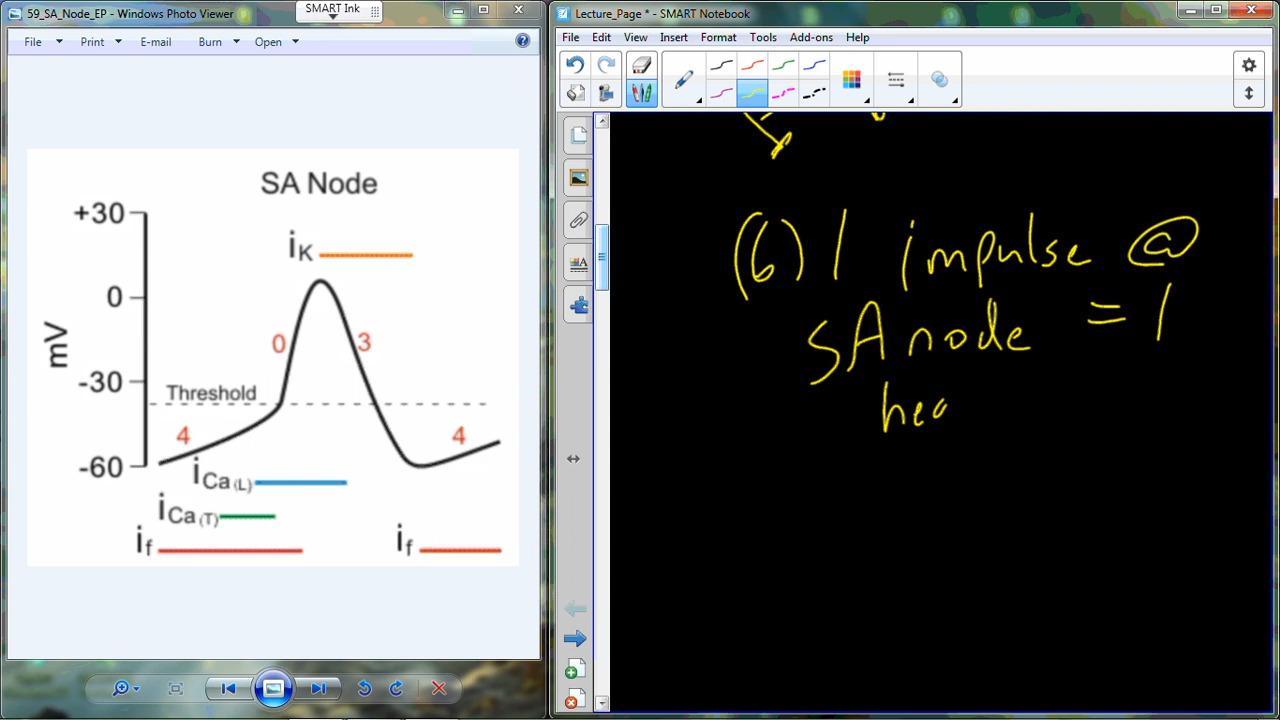 59_SA_Node_EP - Windows Photo Viewer
SMART Ink
File Print E-mail Burn Open
SA Node
+30
iK
0
0 3
mV
-30
Threshold
4 4
-60
iCa (L)
iCa (T)
if if
Lecture_Page * - SMART Notebook
File Edit View Insert Format Tools Add-ons Help
(6) 1 impulse @
SA node = 1
hea